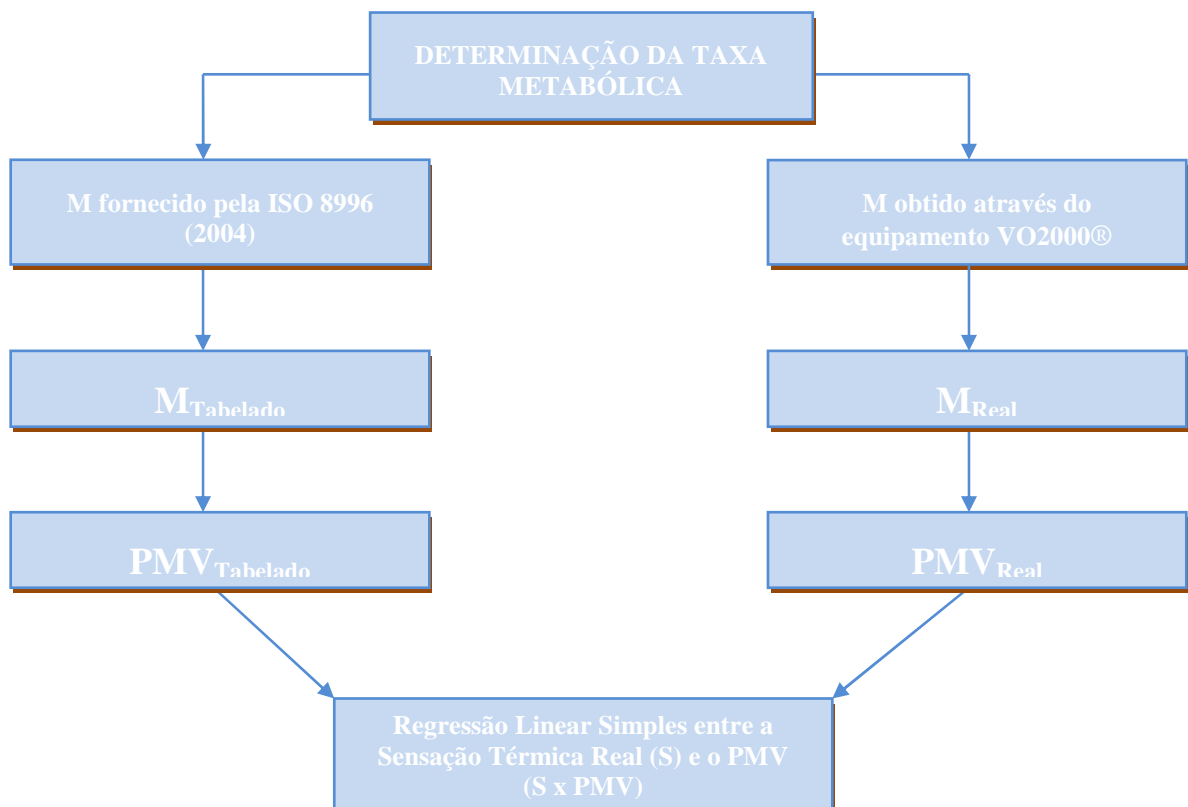 DETERMINAÇÃO DA TAXA
METABÓLICA
M fornecido pela ISO 8996
(2004)
M obtido através do
equipamento VO2000®
MTabelado
MReal
PMVTabelado
PMVReal
Regressão Linear Simples entre a
Sensação Térmica Real (S) e o PMV
(S x PMV)